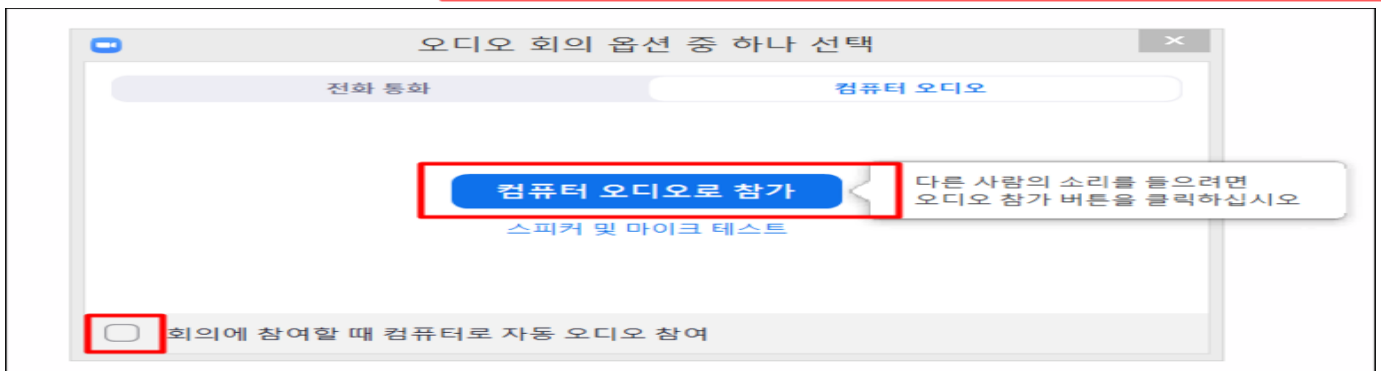 오디오 회의 옵션 중 하나 선택
전화 통화
컴퓨터 오디오
컴퓨터 오디오로 참가
다른 사람의 소리를 들으려면
오디오 참가 버튼을 클릭하십시오
스피커 및 마이크 테스트
회의에 참여할 때 컴퓨터로 자동 오디오 참여